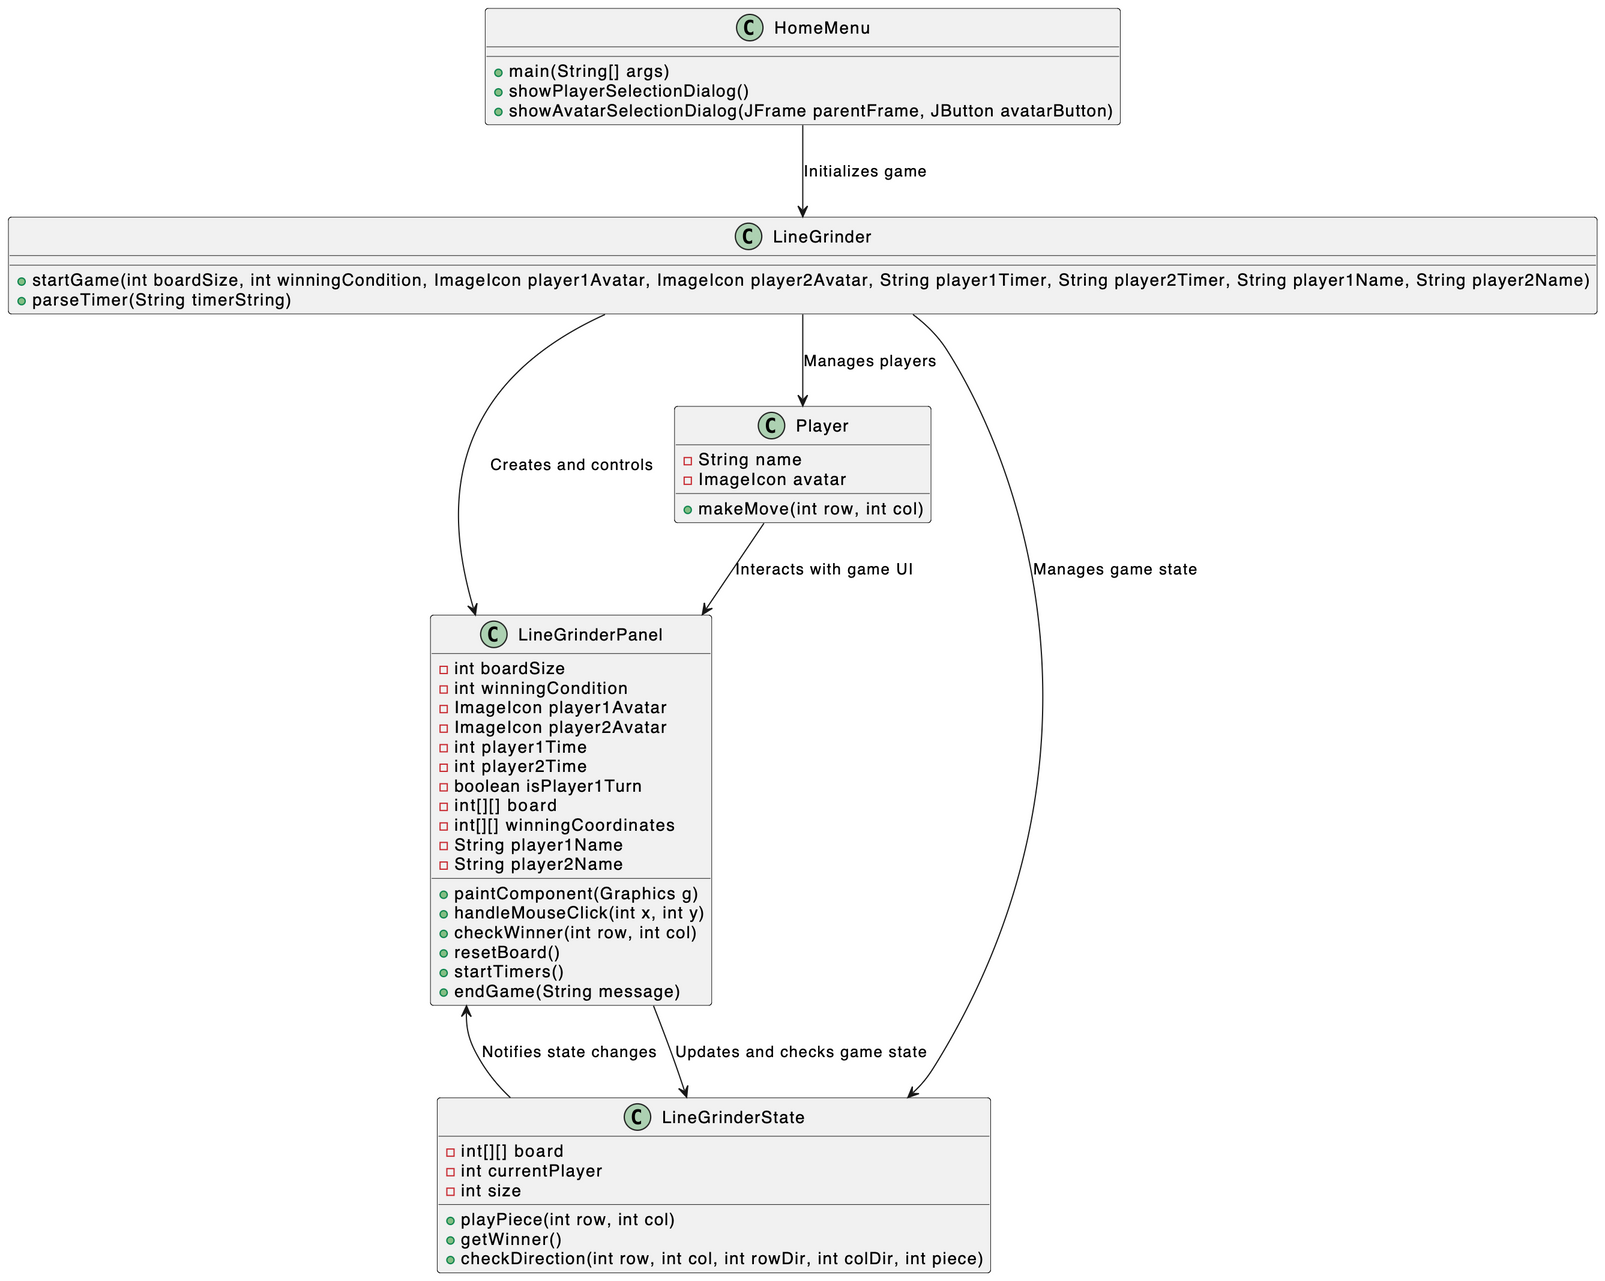 C HomeMenu
main(String[] args)
showPlayerSelectionDialog()
showAvatarSelectionDialog(JFrame parentFrame, JButton avatarButton)
Initializes game
C LineGrinder
startGame(int boardSize, int winningCondition, ImageIcon player1Avatar, ImageIcon player2Avatar, String player1Timer, String player2Timer, String player1Name, String player2Name)
parseTimer(String timerString)
Manages players
C Player
String name
ImageIcon avatar
makeMove(int row, int col)
Creates and controls
Interacts with game UI
Manages game state
C LineGrinderPanel
int boardSize
int winningCondition
ImageIcon player1Avatar
ImageIcon player2Avatar
int player1Time
int player2Time
boolean isPlayer1Turn
int[][] board
int[][] winningCoordinates
String player1Name
String player2Name
paintComponent(Graphics g)
handleMouseClick(int x, int y)
checkWinner(int row, int col)
resetBoard()
startTimers()
endGame(String message)
Notifies state changes
Updates and checks game state
C LineGrinderState
int[][] board
int currentPlayer
int size
playPiece(int row, int col)
getWinner()
checkDirection(int row, int col, int rowDir, int colDir, int piece)